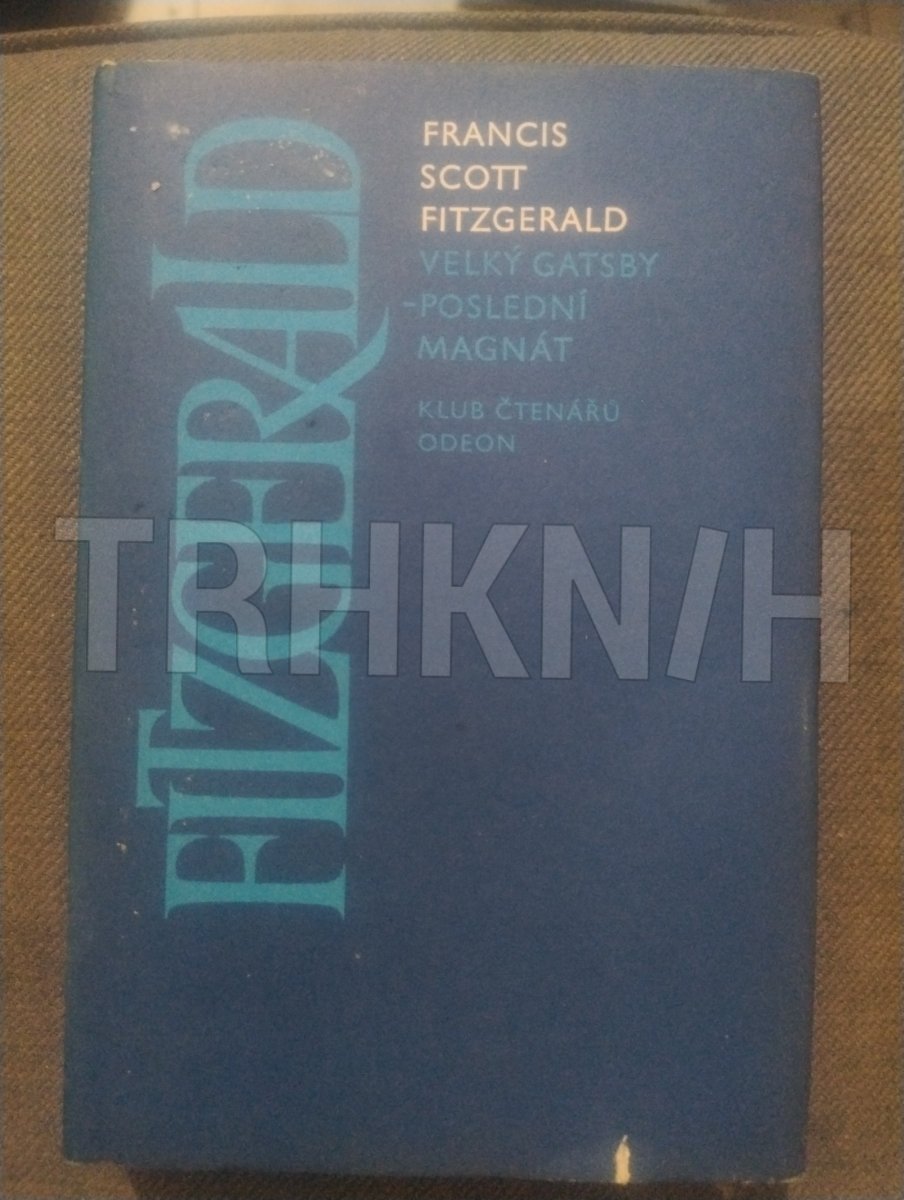 FITZGERALD
FRANCIS
SCOTT
FITZGERALD
VELKÝ GATSBY
-POSLEDNÍ
MAGNÁT
KLUB ČTENÁŘŮ
ODEON
TRHKNIH